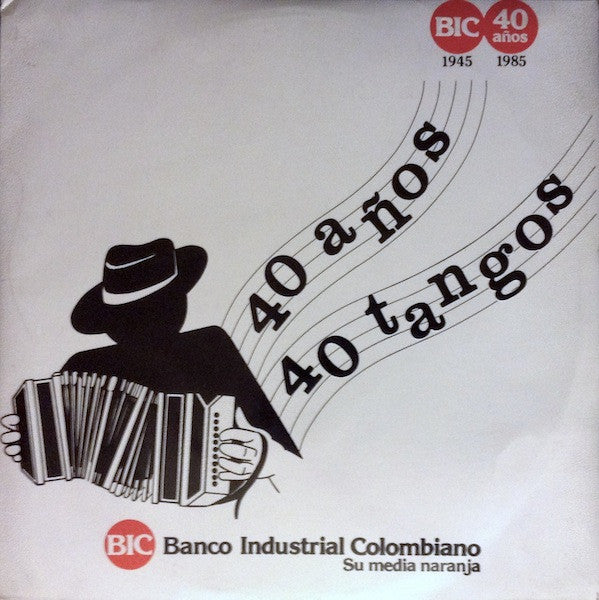 BIC 40 años
1945 1985
40 años
40 tangos
BIC Banco Industrial Colombiano
Su media naranja